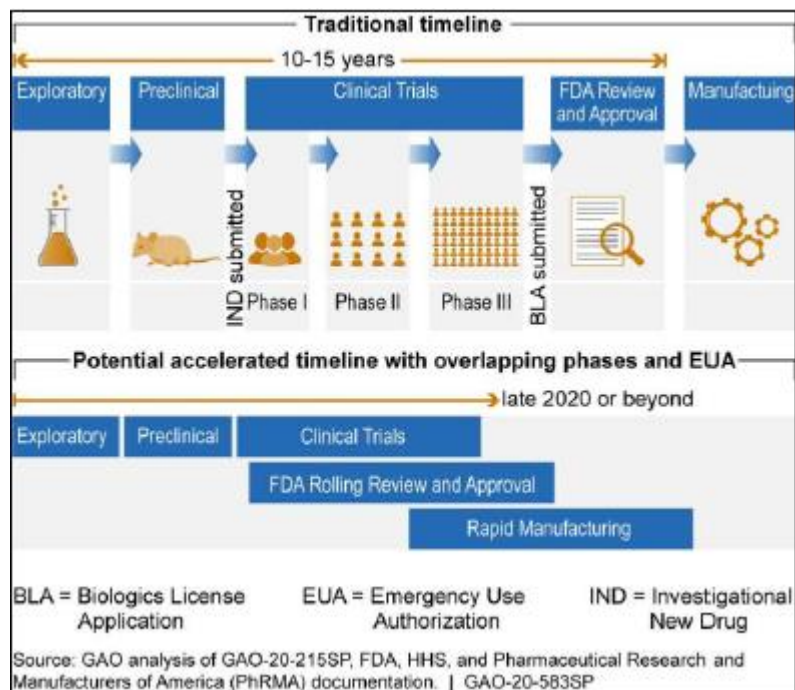 Traditional timeline
10-15 years
Exploratory
Preclinical
Clinical Trials
FDA Review
and Approval
Manufactuing
IND submitted
BLA submitted
Phase I
Phase II
Phase III
Potential accelerated timeline with overlapping phases and EUA
late 2020 or beyond
Exploratory
Preclinical
Clinical Trials
FDA Rolling Review and Approval
Rapid Manufacturing
BLA = Biologics License
Application
EUA = Emergency Use
Authorization
IND = Investigational
New Drug
Source: GAO analysis of GAO-20-215SP, FDA, HHS, and Pharmaceutical Research and
Manufacturers of America (PhRMA) documentation. | GAO-20-583SP